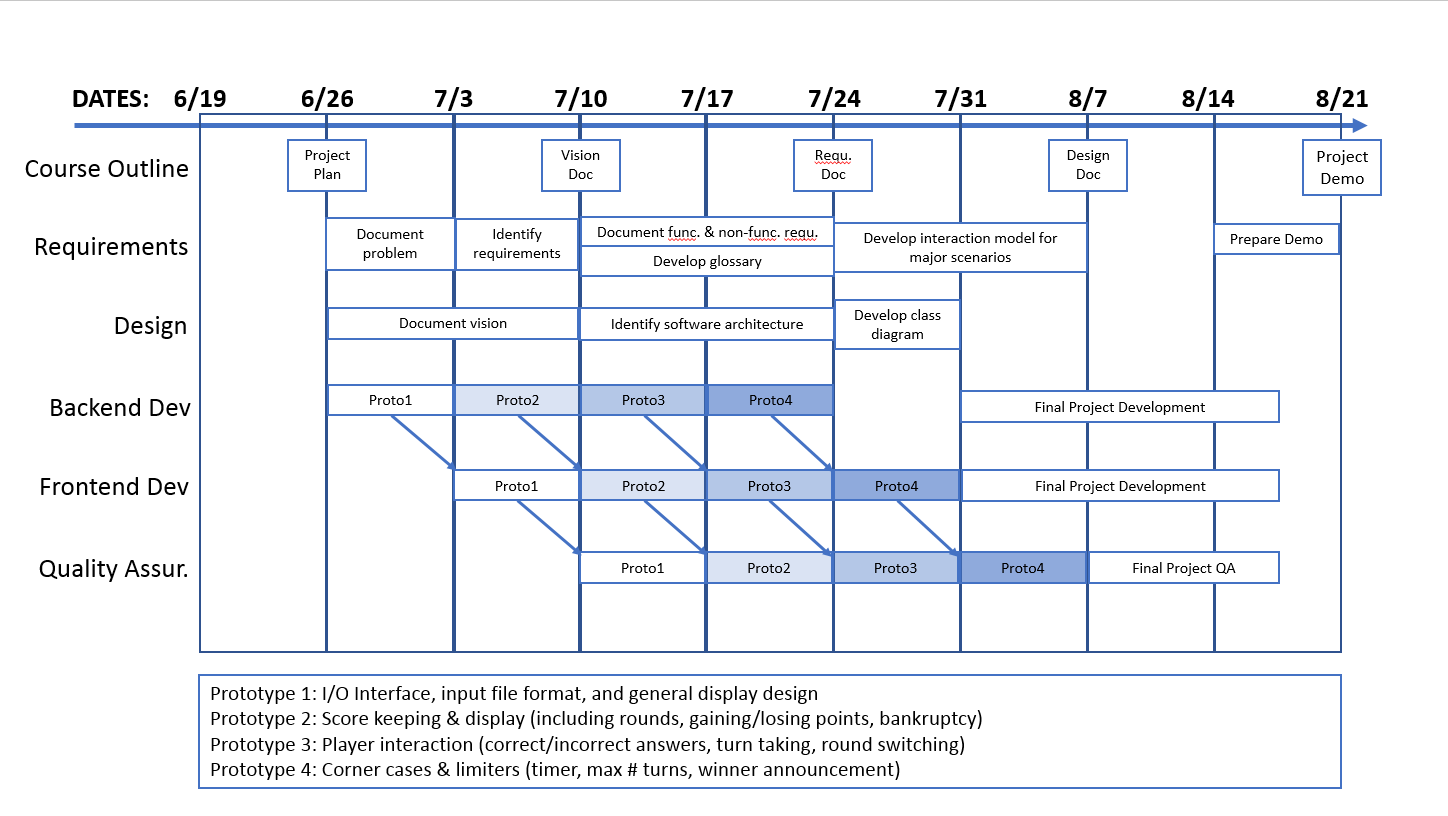 DATES: 6/19 6/26 7/3 7/10 7/17 7/24 7/31 8/7 8/14 8/21
Course Outline
Project
Plan
Vision
Doc
Requ.
Doc
Design
Doc
Project
Demo
Requirements
Document
problem
Identify
requirements
Document func. & non-func. requ.
Develop glossary
Develop interaction model for
major scenarios
Prepare Demo
Design
Document vision
Identify software architecture
Develop class
diagram
Backend Dev
Proto1
Proto2
Proto3
Proto4
Final Project Development
Frontend Dev
Proto1
Proto2
Proto3
Proto4
Final Project Development
Quality Assur.
Proto1
Proto2
Proto3
Proto4
Final Project QA
Prototype 1: I/O Interface, input file format, and general display design
Prototype 2: Score keeping & display (including rounds, gaining/losing points, bankruptcy)
Prototype 3: Player interaction (correct/incorrect answers, turn taking, round switching)
Prototype 4: Corner cases & limiters (timer, max # turns, winner announcement)